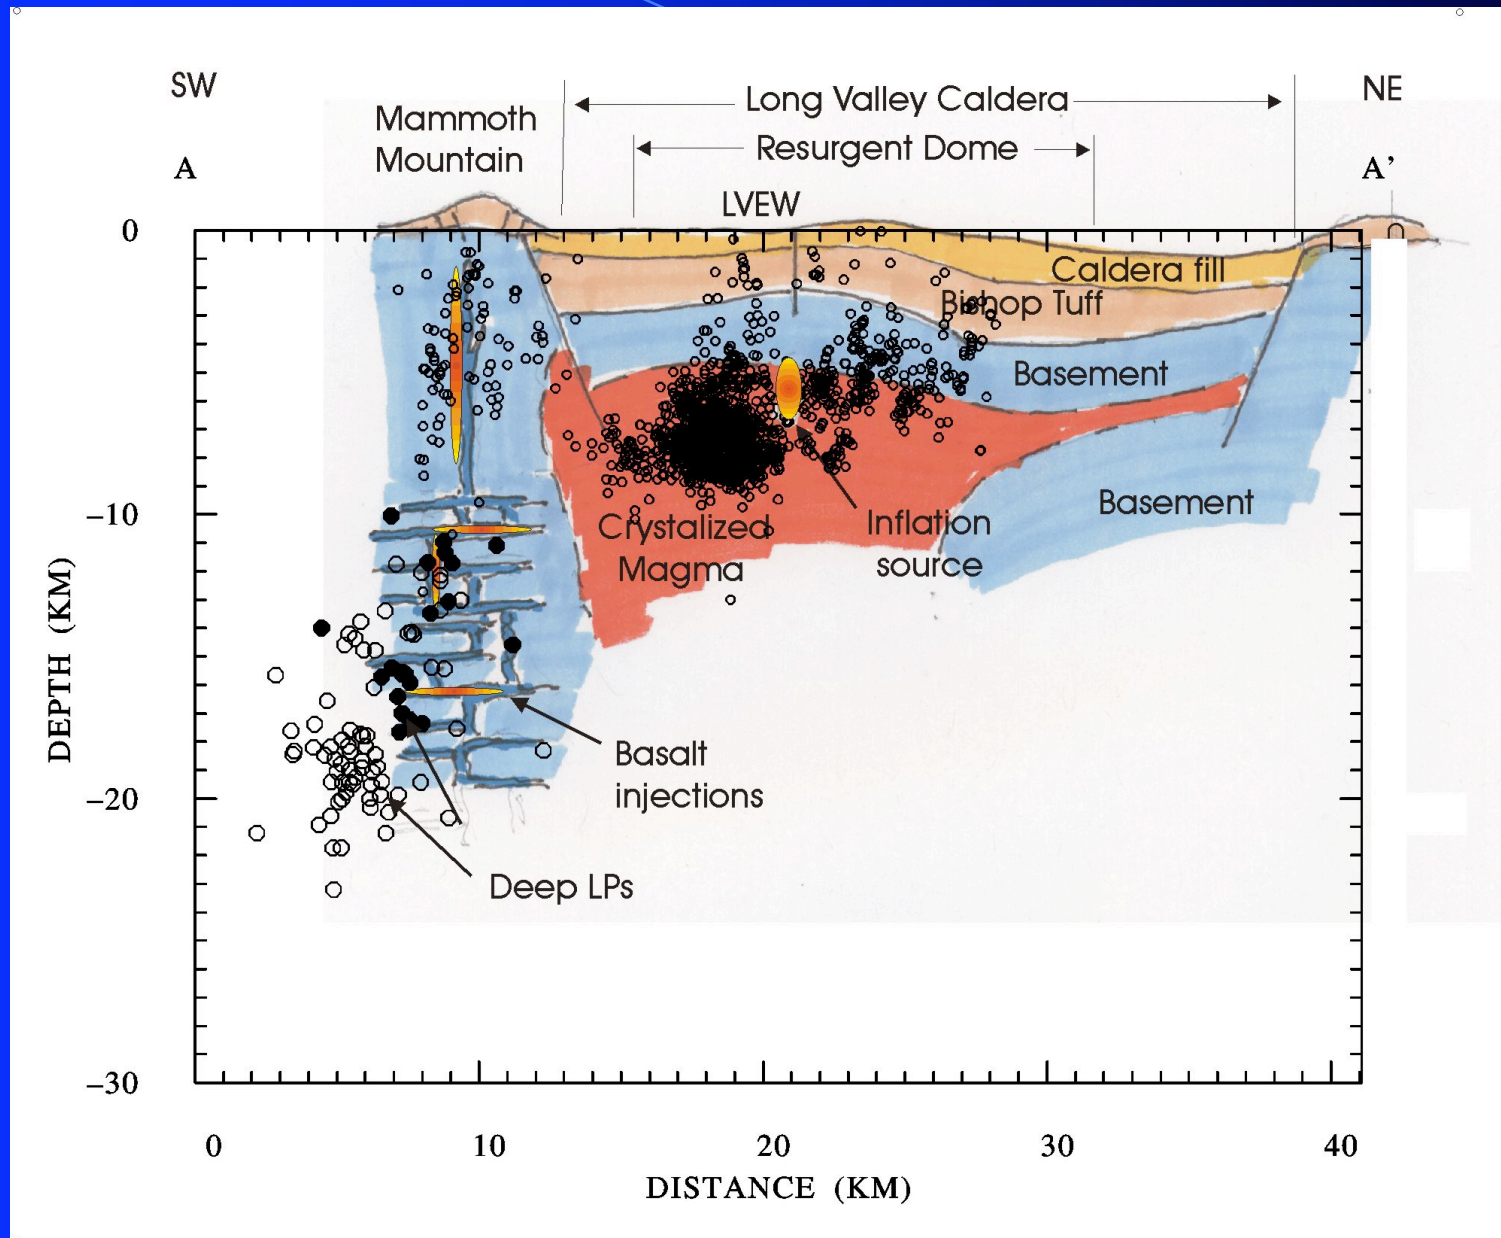 SW
Long Valley Caldera
NE
Mammoth
Mountain
Resurgent Dome
A
A’
LVEW
0
Caldera fill
Bishop Tuff
Basement
−10
Basement
Crystalized
Magma
Inflation
source
DEPTH (KM)
Basalt
injections
−20
Deep LPs
−30
0 10 20 30 40
DISTANCE (KM)